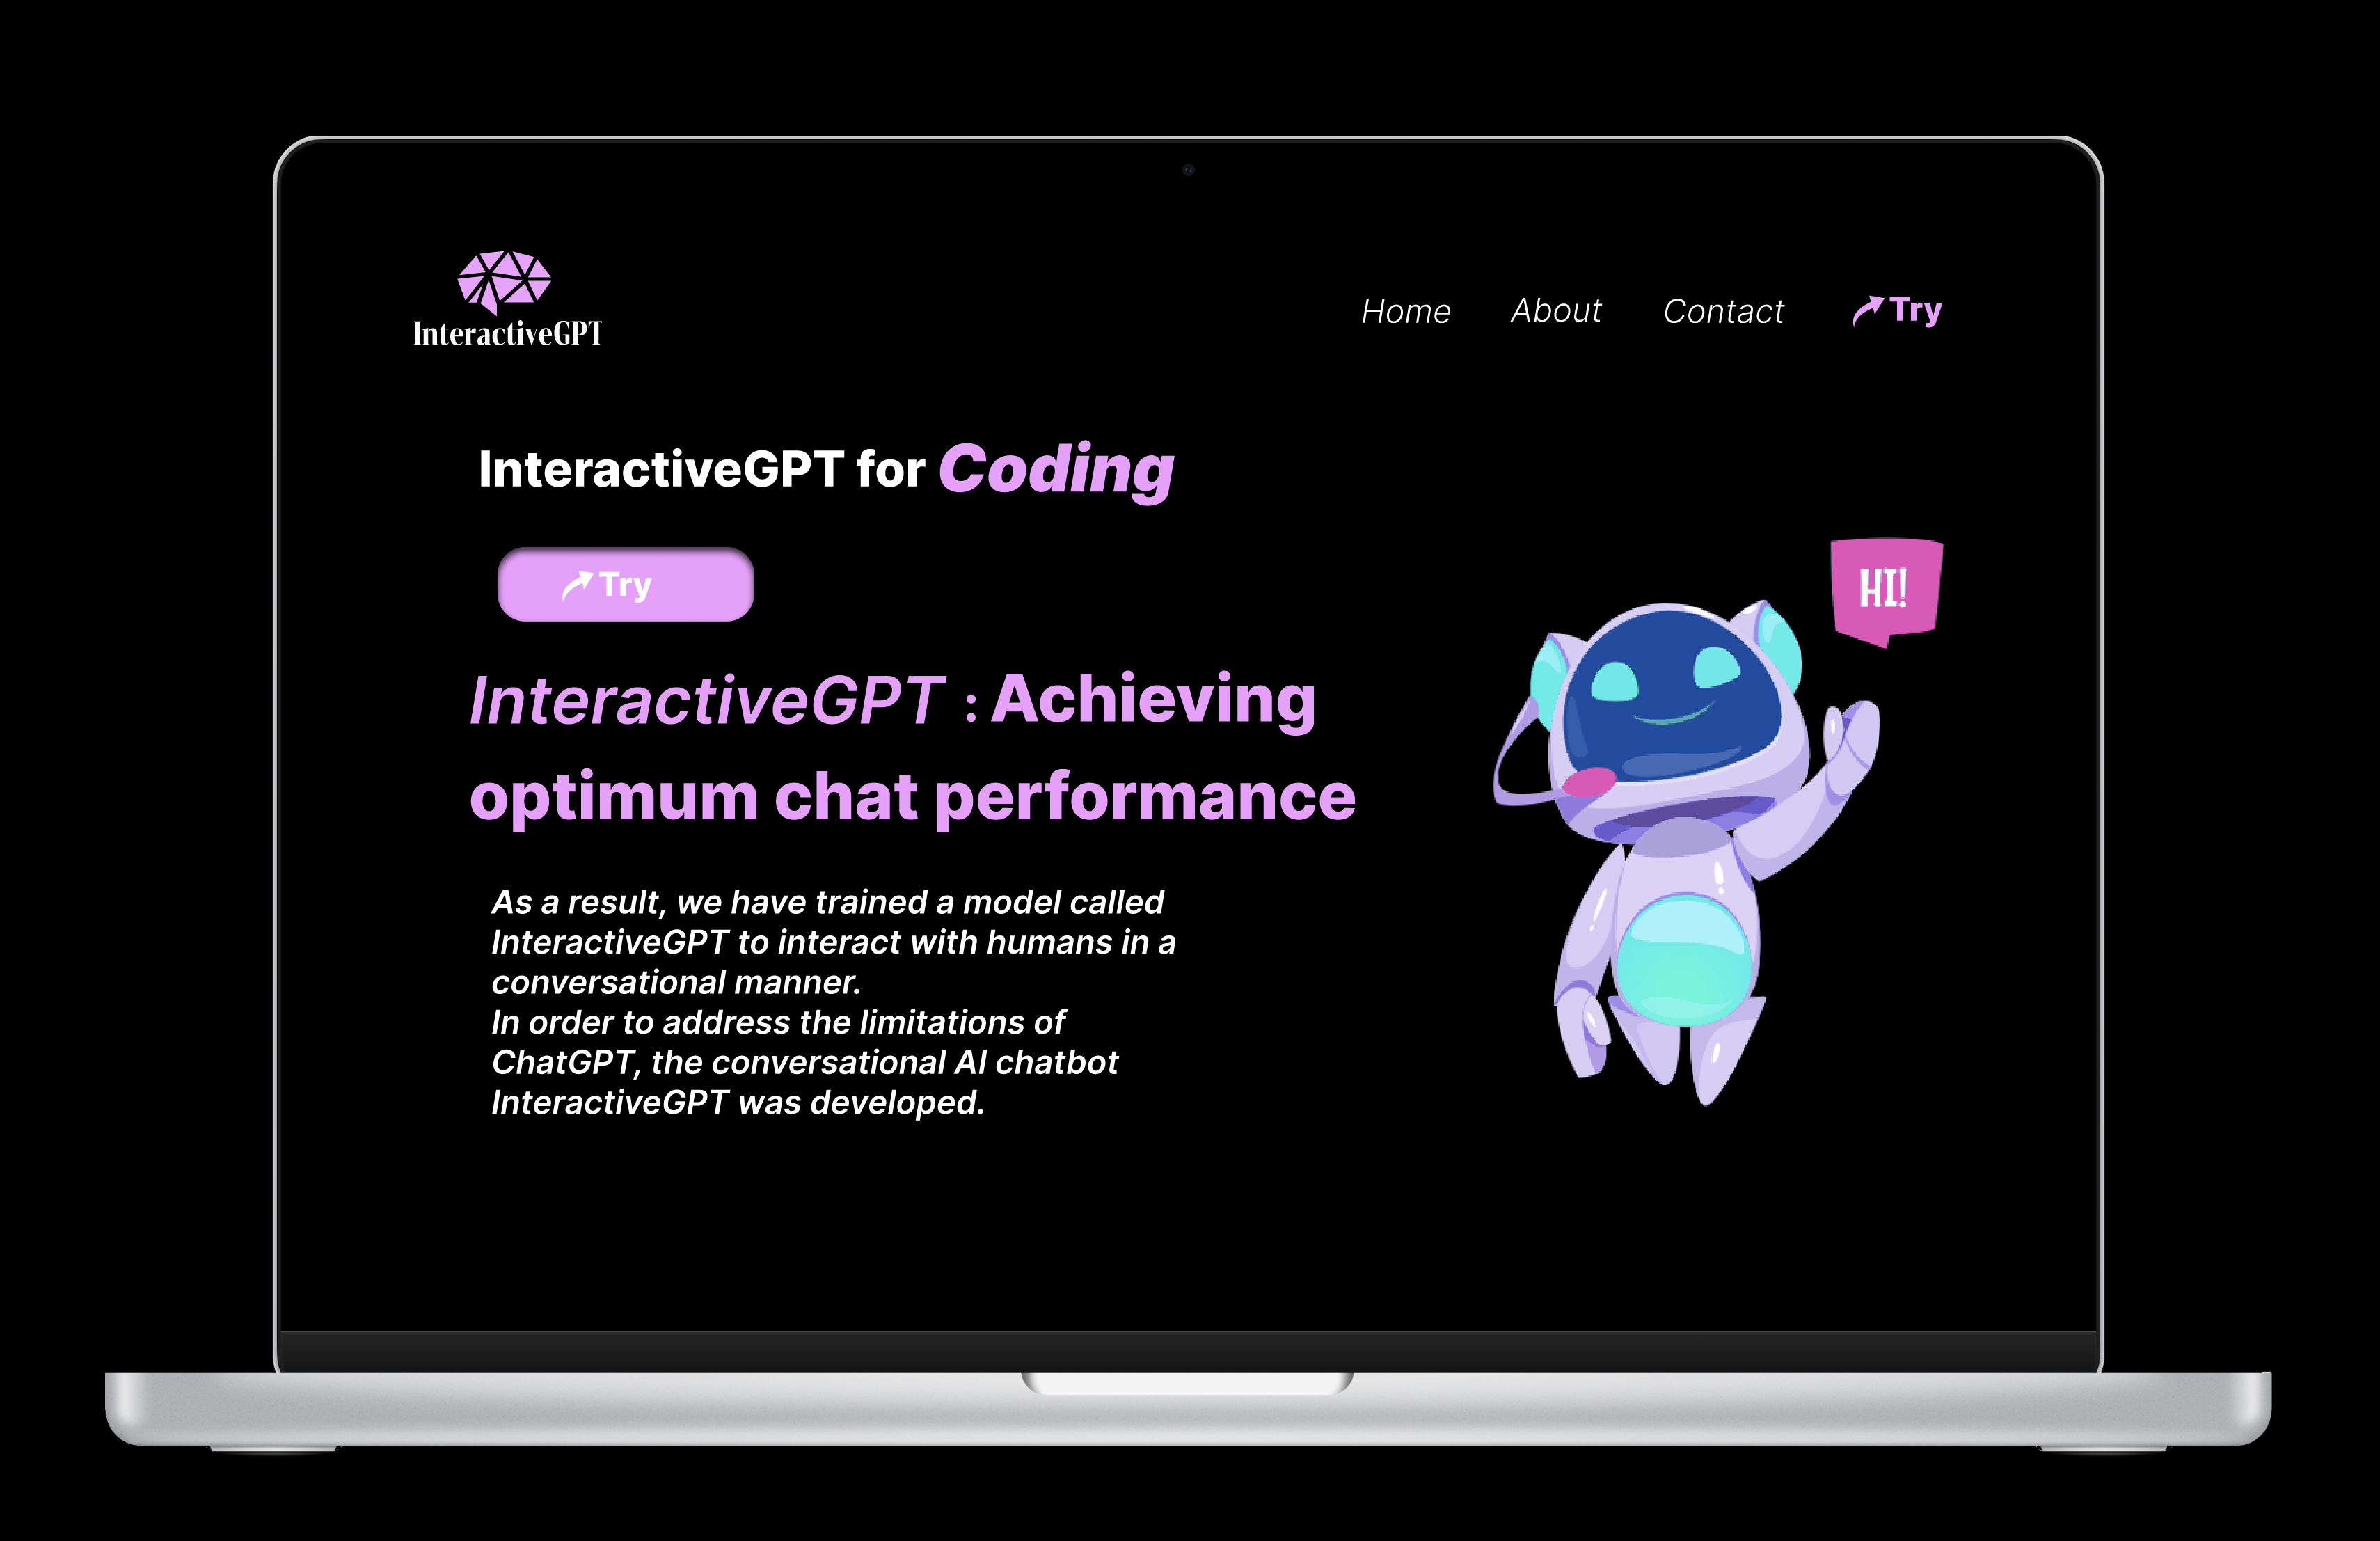 InteractiveGPT
Home About Contact Try
InteractiveGPT for Coding
Try
HI!
InteractiveGPT : Achieving
optimum chat performance
As a result, we have trained a model called
InteractiveGPT to interact with humans in a
conversational manner.
In order to address the limitations of
ChatGPT, the conversational AI chatbot
InteractiveGPT was developed.